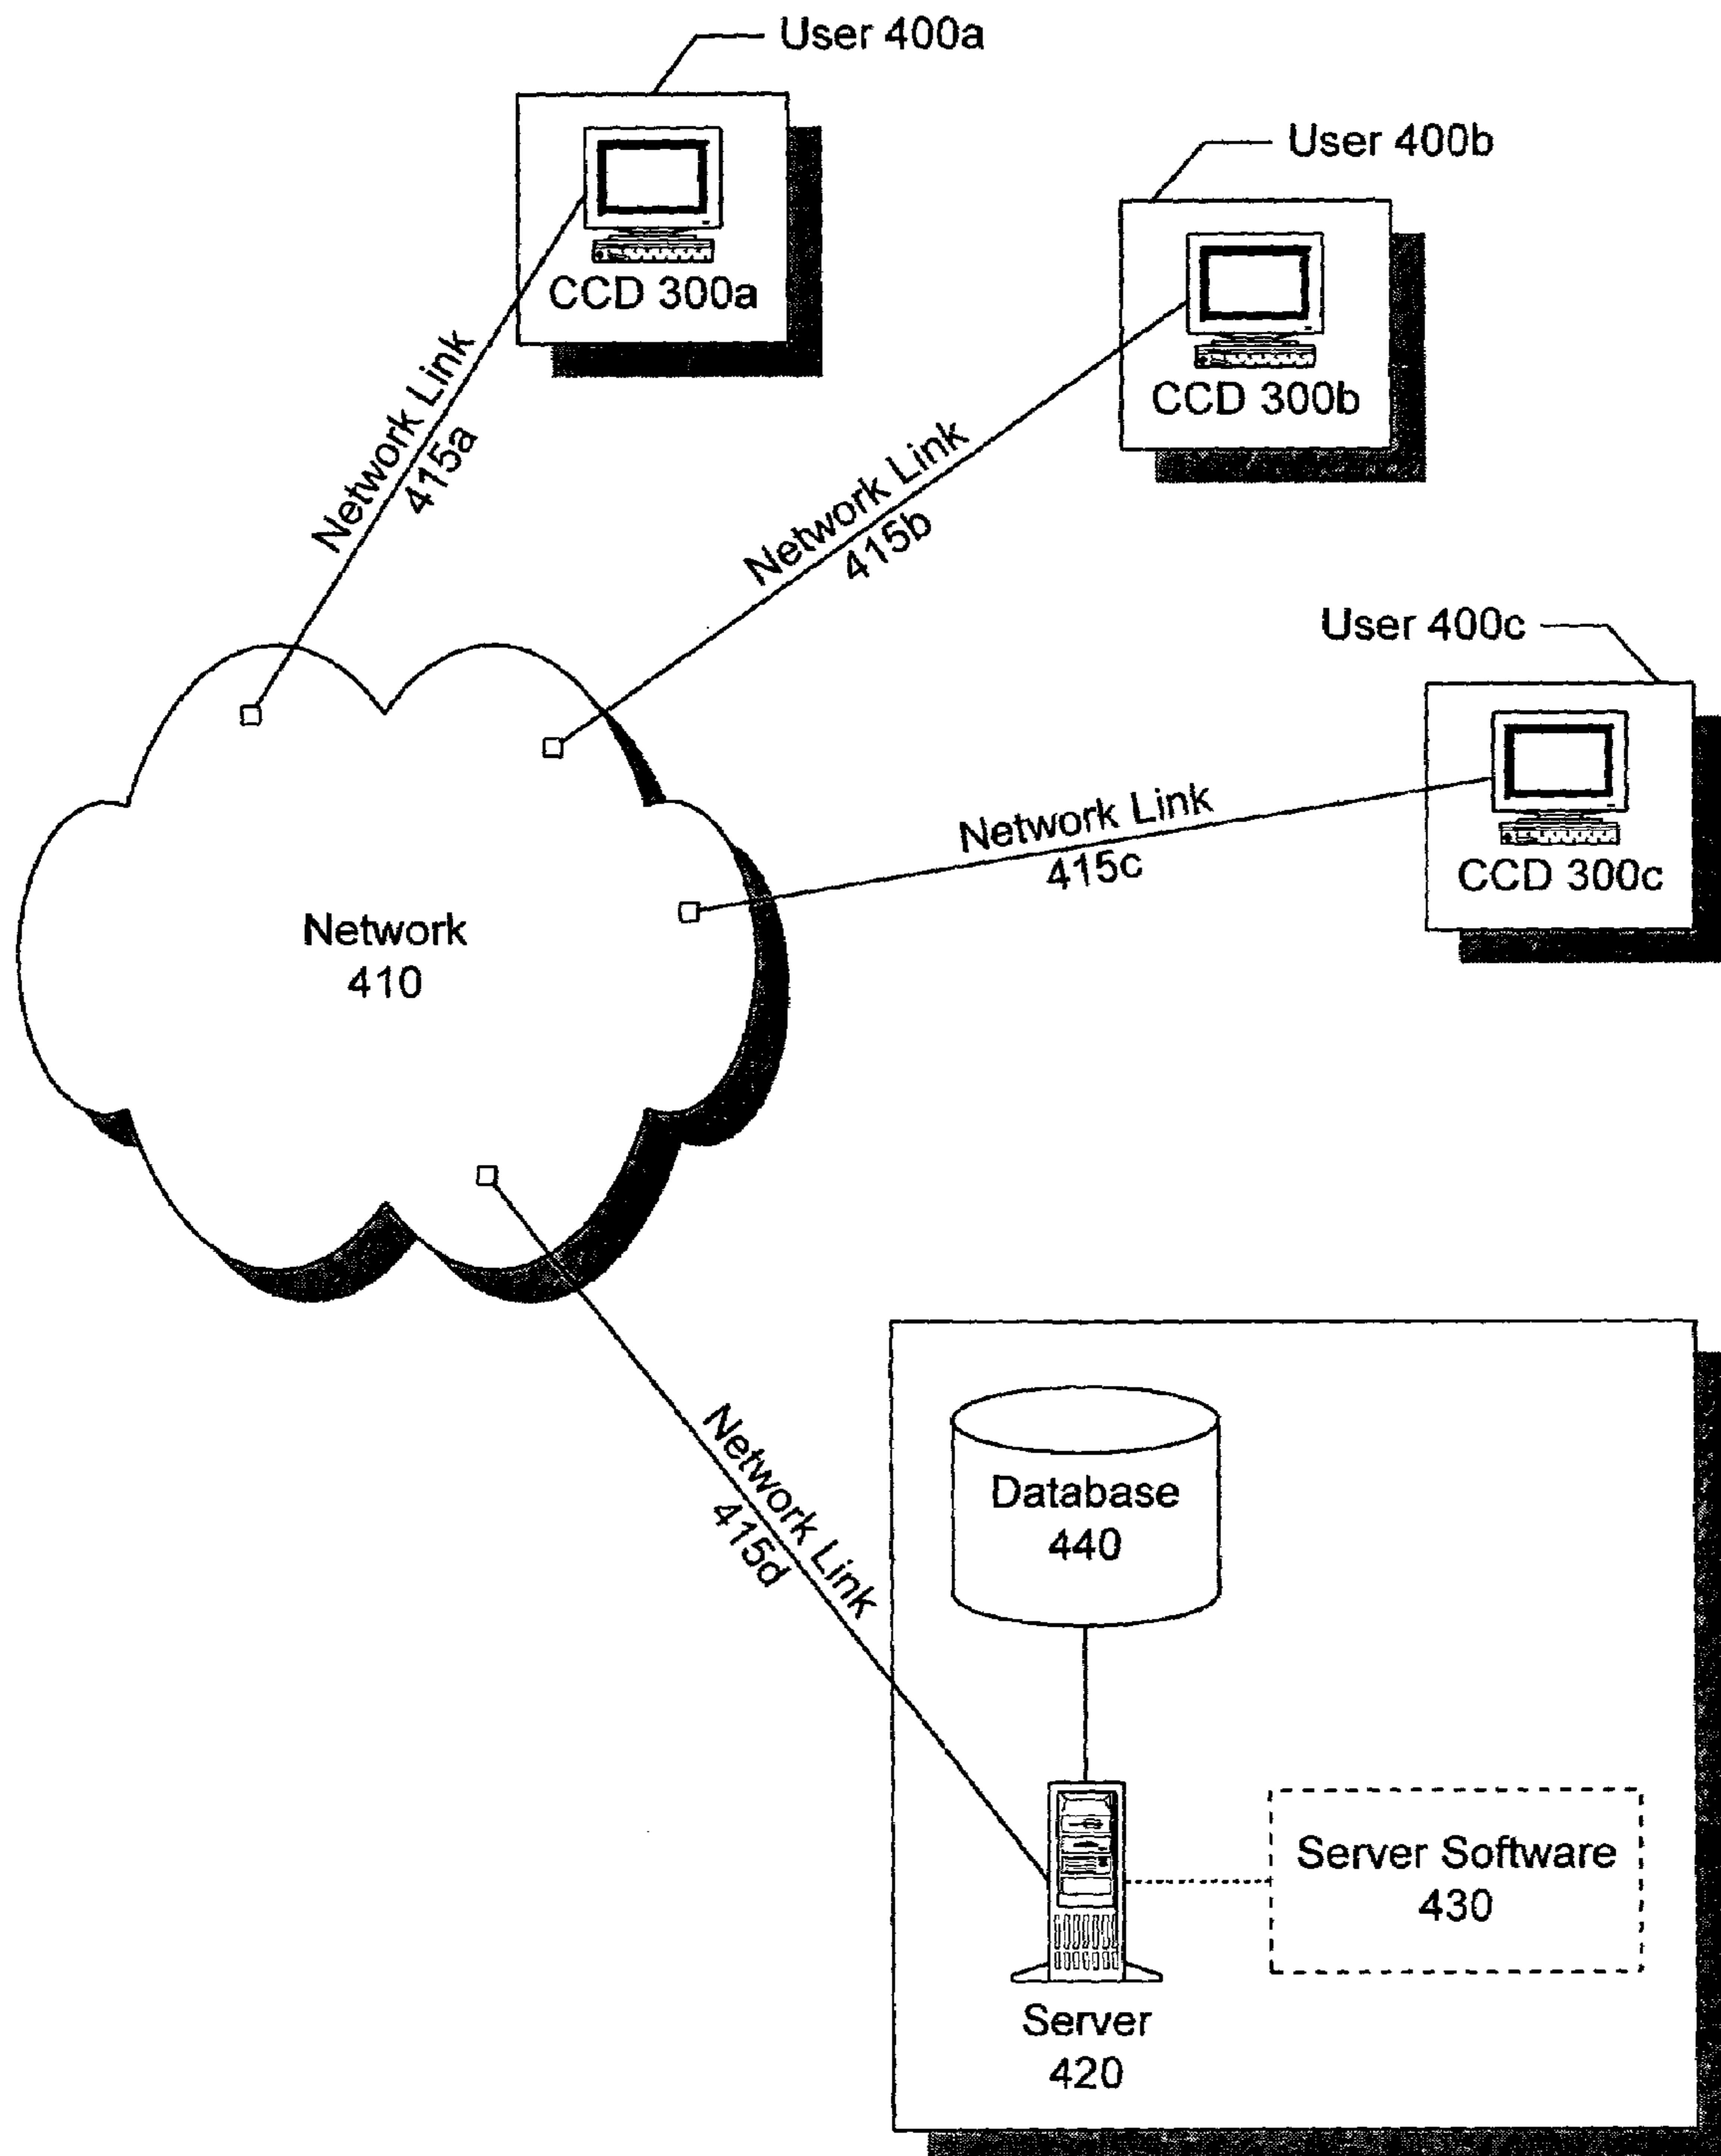 User 400a
CCD 300a
User 400b
CCD 300b
Network Link
415a
Network Link
415b
User 400c
CCD 300c
Network Link
415c
Network
410
Network Link
415d
Database
440
Server Software
430
Server
420